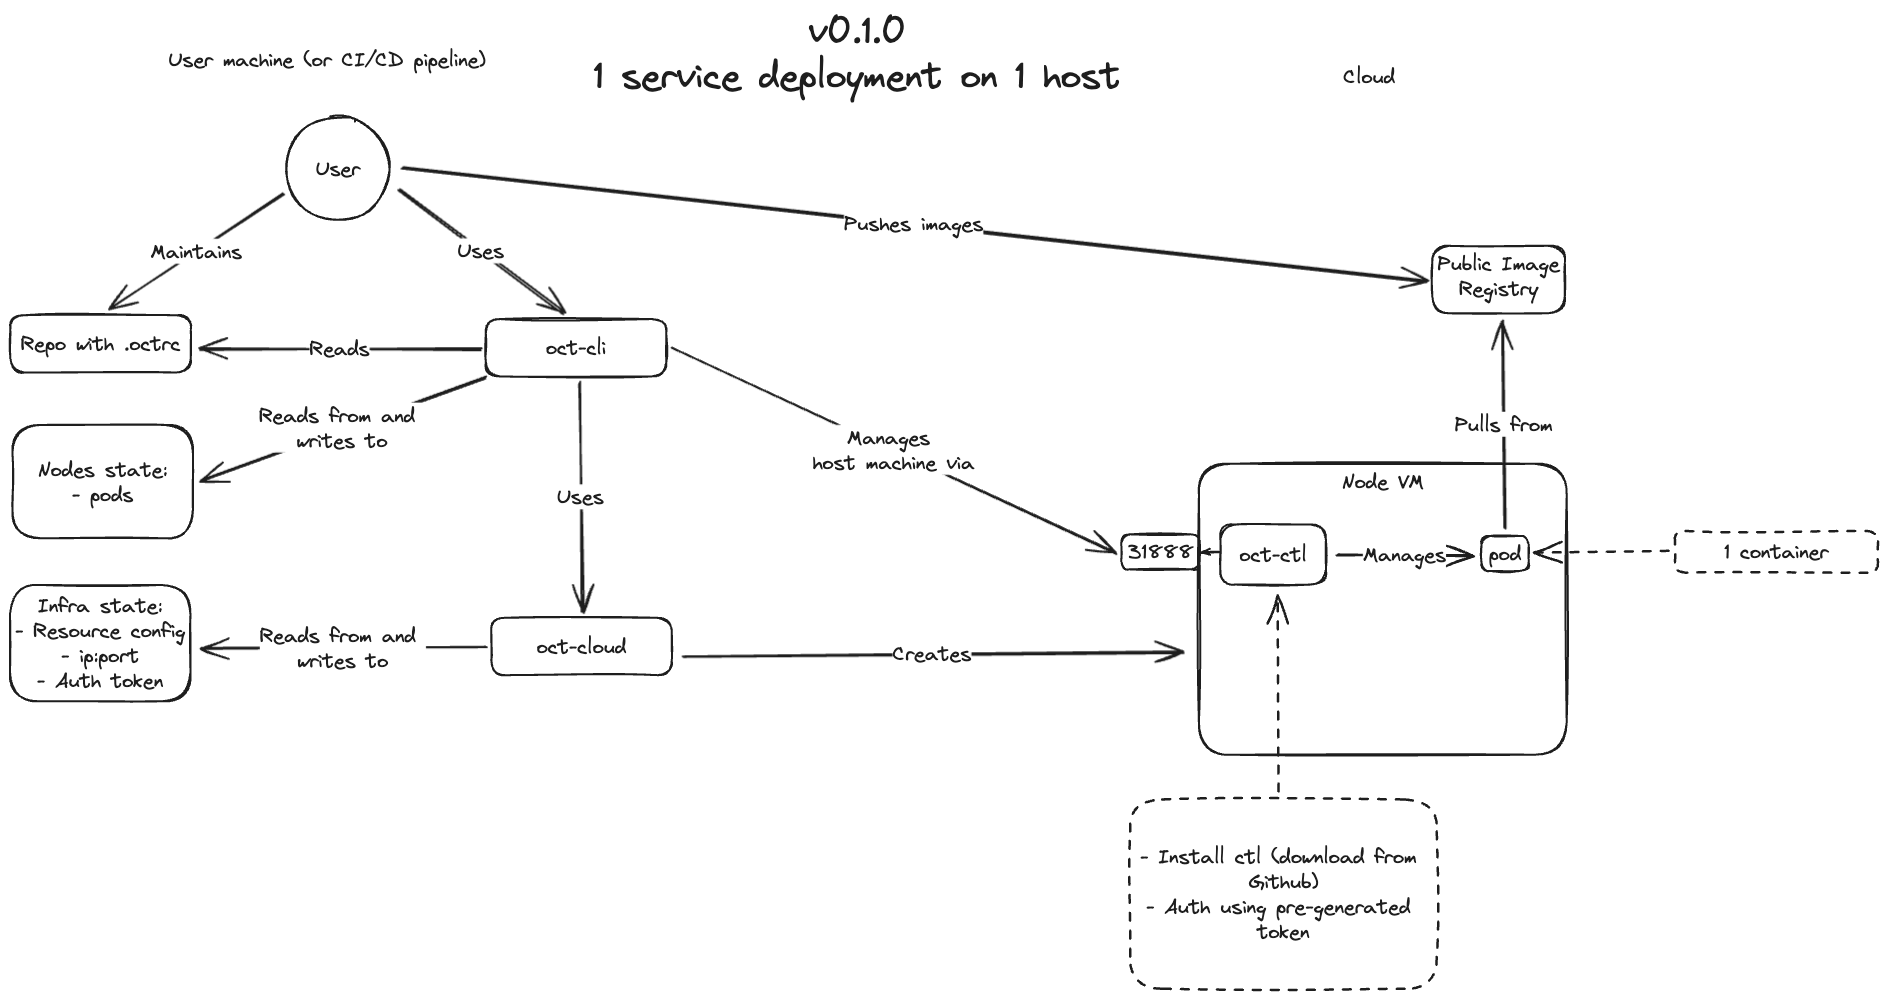 v0.1.0
1 service deployment on 1 host
User machine (or CI/CD pipeline)
Cloud
User
Maintains
Uses
Pushes images
Public Image
Registry
Repo with .octrc
Reads
oct-cli
Reads from and
writes to
Manages
host machine via
Pulls from
Nodes state:
- pods
Uses
Node VM
31888
oct-ctl
Manages
pod
1 container
Infra state:
- Resource config
- ip:port
- Auth token
Reads from and
writes to
oct-cloud
Creates
- Install ctl (download from
Github)
- Auth using pre-generated
token